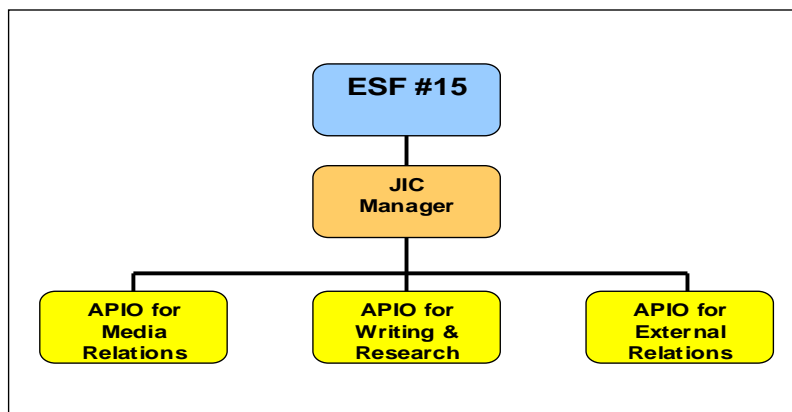 ESF #15
JIC
Manager
APIO for
Media
Relations
APIO for
Writing &
Research
APIO for
External
Relations